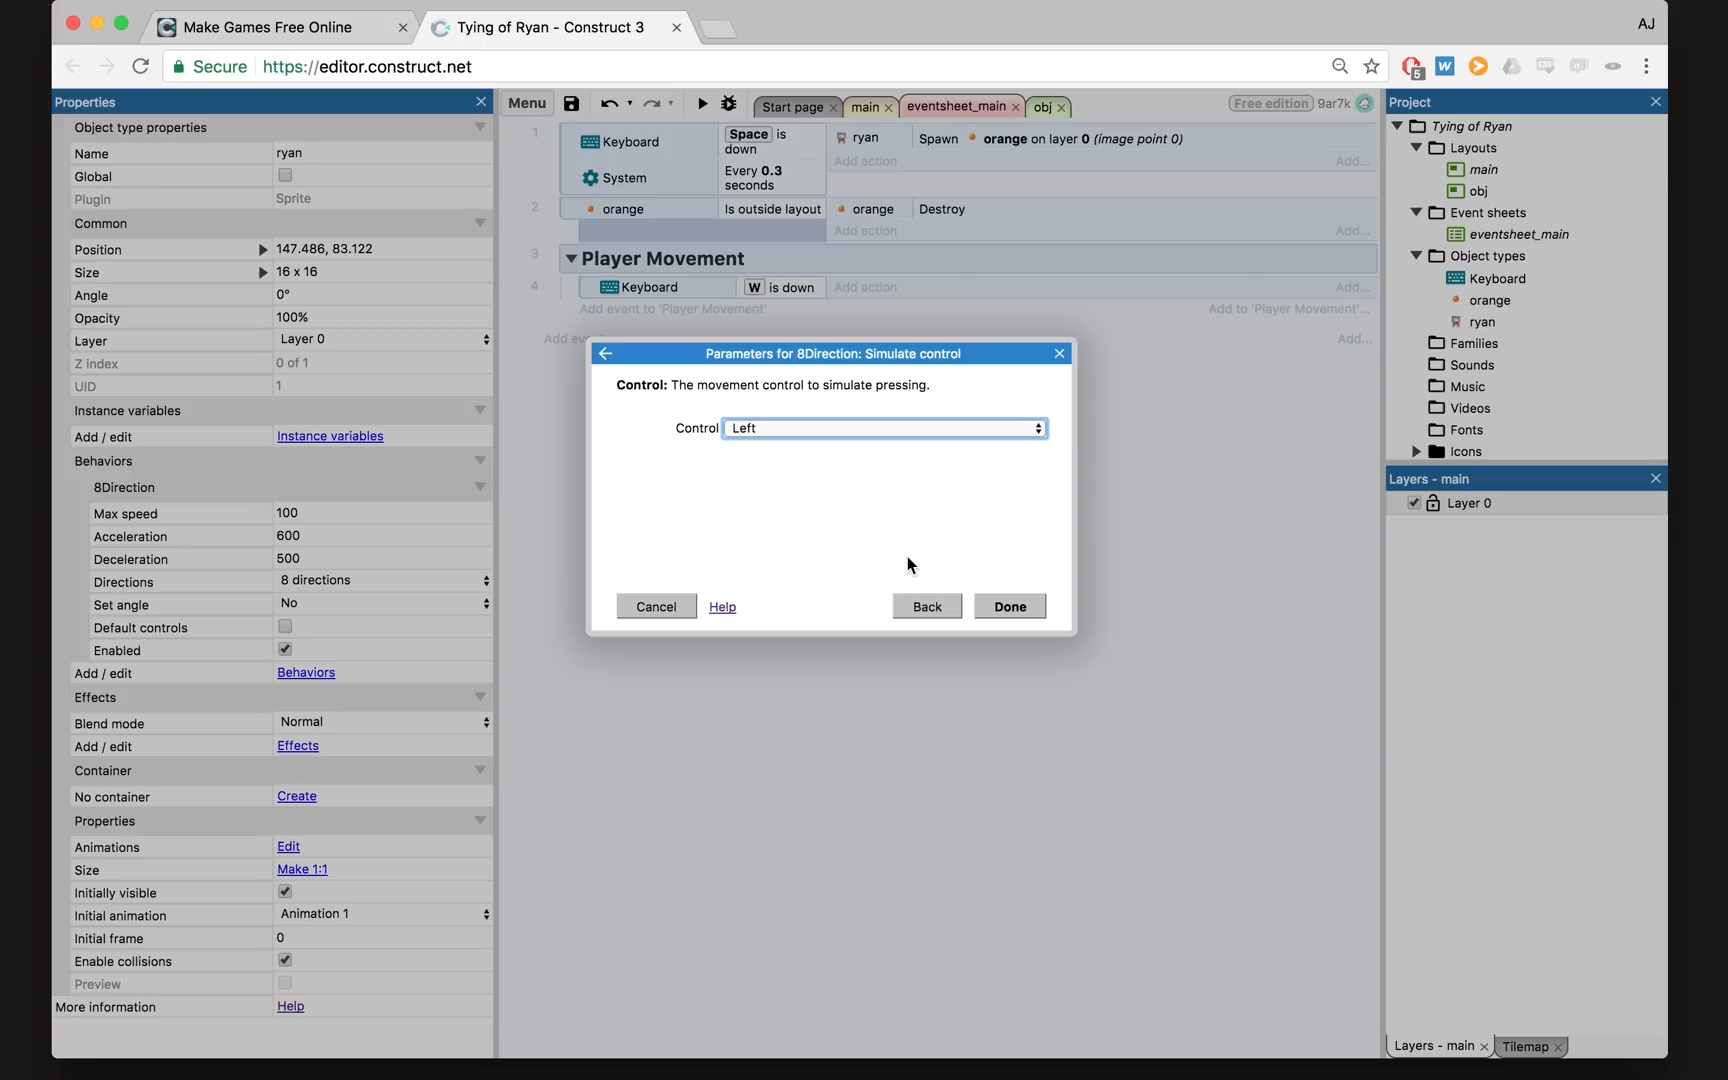 Make Games Free Online
Tying of Ryan - Construct 3
AJ
Secure https://editor.construct.net
5
W
Properties
Object type properties
Name ryan
Global
Plugin Sprite
Common
Position 147.486, 83.122
Size 16 x 16
Angle 0°
Opacity 100%
Layer Layer 0
Z index 0 of 1
UID 1
Instance variables
Add / edit Instance variables
Behaviors
8Direction
Max speed 100
Acceleration 600
Deceleration 500
Directions 8 directions
Set angle No
Default controls
Enabled
Add / edit Behaviors
Effects
Blend mode Normal
Add / edit Effects
Container
No container Create
Properties
Animations Edit
Size Make 1:1
Initially visible
Initial animation Animation 1
Initial frame 0
Enable collisions
Preview
More information Help
Menu
Start page
main
eventsheet_main
obj
Free edition 9ar7k
1
Keyboard Space is down
System Every 0.3 seconds
ryan Spawn orange on layer 0 (image point 0)
Add action Add...
2
orange Is outside layout orange Destroy
Add action Add...
3
Player Movement
4
Keyboard W is down Add action Add...
Add event to 'Player Movement' Add to 'Player Movement'...
Add eve Add...
Parameters for 8Direction: Simulate control
Control: The movement control to simulate pressing.
Control Left
Cancel Help Back Done
Project
Tying of Ryan
Layouts
main
obj
Event sheets
eventsheet_main
Object types
Keyboard
orange
ryan
Families
Sounds
Music
Videos
Fonts
Icons
Layers - main
Layer 0
Layers - main Tilemap